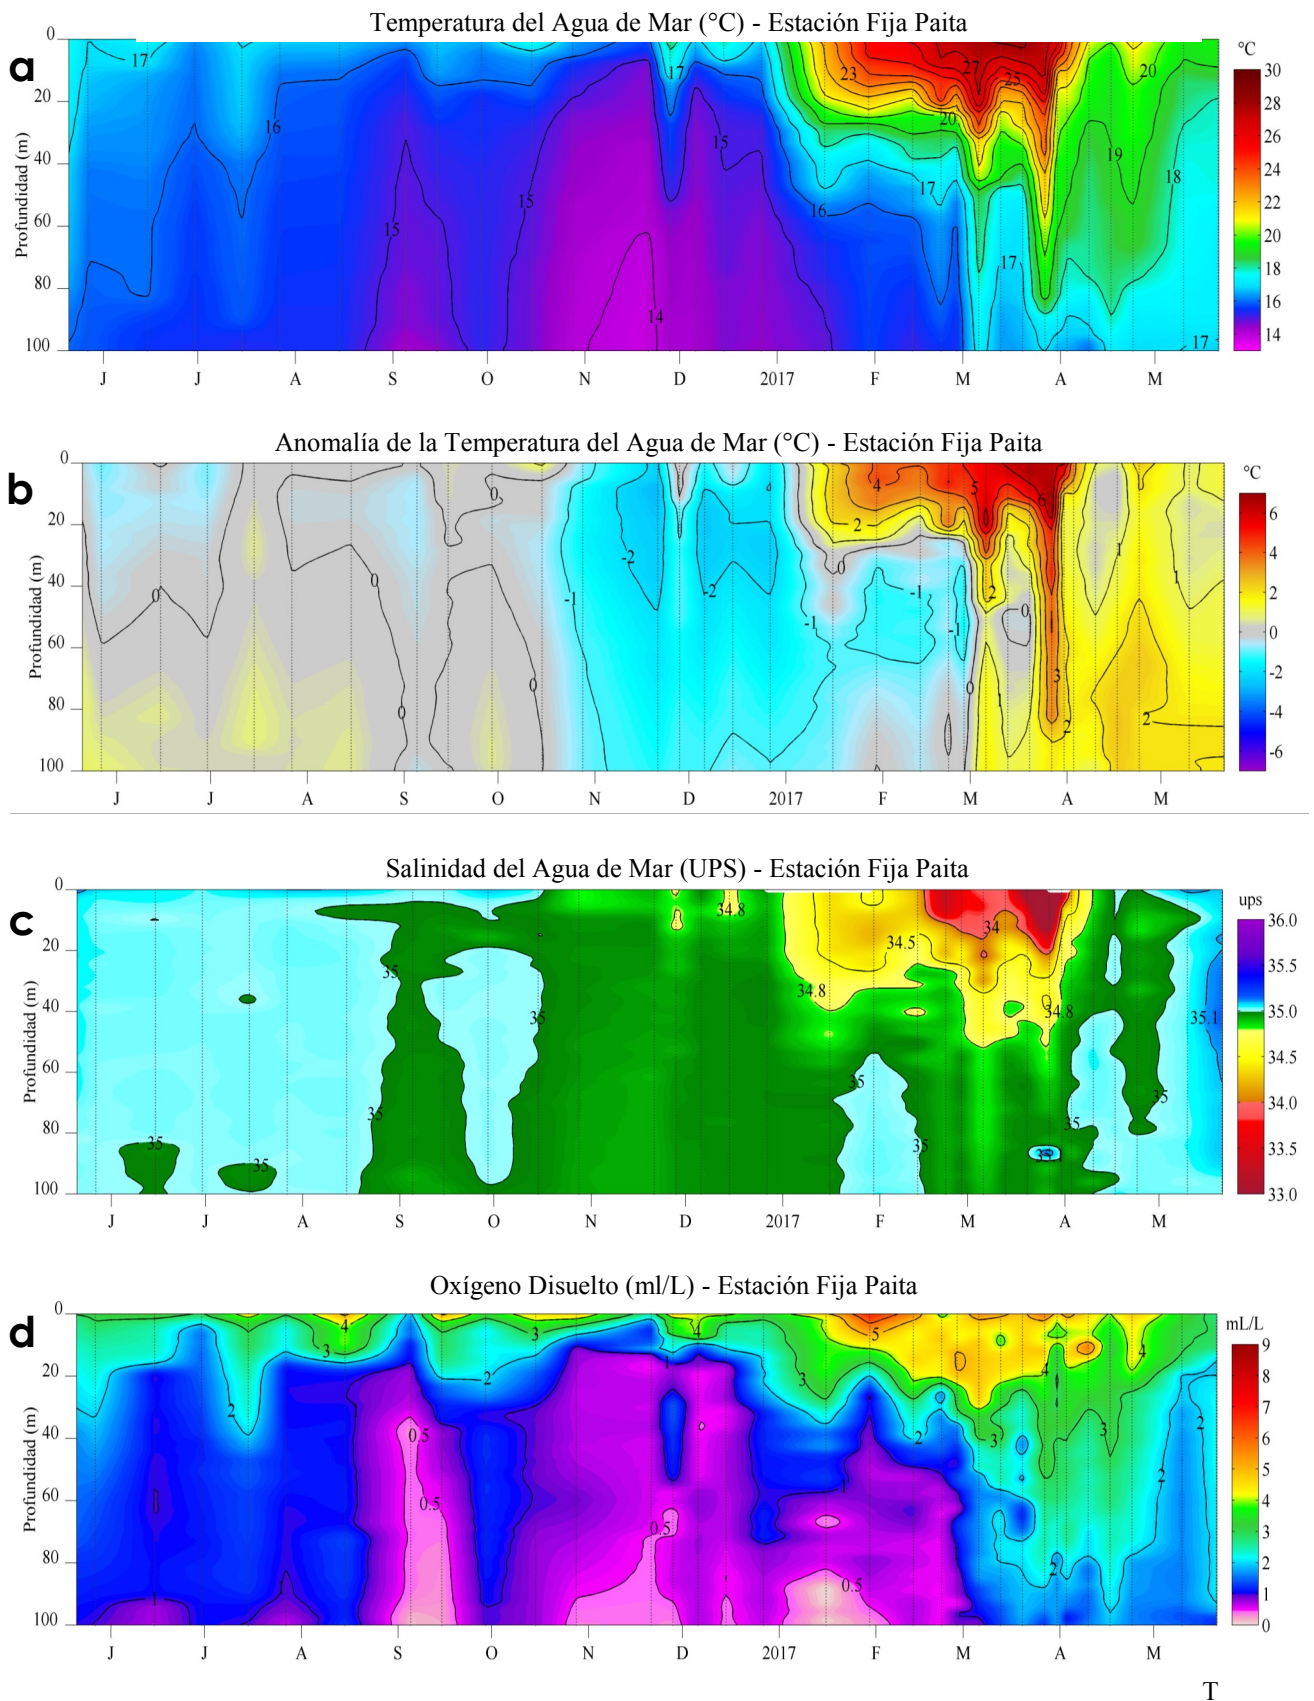 Temperatura del Agua de Mar (°C) - Estación Fija Paita
a
Profundidad (m)
0
20
40
60
80
100
17
16
15
15
14
17
15
16
23
20
17
27
25
17
20
19
18
17
J
J
A
S
O
N
D
2017
F
M
A
M
°C
30
28
26
24
22
20
18
16
14
Anomalía de la Temperatura del Agua de Mar (°C) - Estación Fija Paita
b
Profundidad (m)
0
20
40
60
80
100
0
0
0
0
0
-1
-2
-2
-1
0
2
4
-1
-1
0
5
2
1
0
6
3
2
1
2
1
J
J
A
S
O
N
D
2017
F
M
A
M
°C
6
4
2
0
-2
-4
-6
Salinidad del Agua de Mar (UPS) - Estación Fija Paita
c
Profundidad (m)
0
20
40
60
80
100
35
35
35
35
35
34.8
34.8
34.5
35
35
34
34.8
35.1
35
35
35.1
J
J
A
S
O
N
D
2017
F
M
A
M
ups
36.0
35.5
35.0
34.5
34.0
33.5
33.0
Oxígeno Disuelto (ml/L) - Estación Fija Paita
d
Profundidad (m)
0
20
40
60
80
100
1
2
1
3
4
0.5
0.5
2
3
1
4
0.5
3
5
1
0.5
2
3
4
2
3
4
2
2
J
J
A
S
O
N
D
2017
F
M
A
M
mL/L
9
8
7
6
5
4
3
2
1
0
T